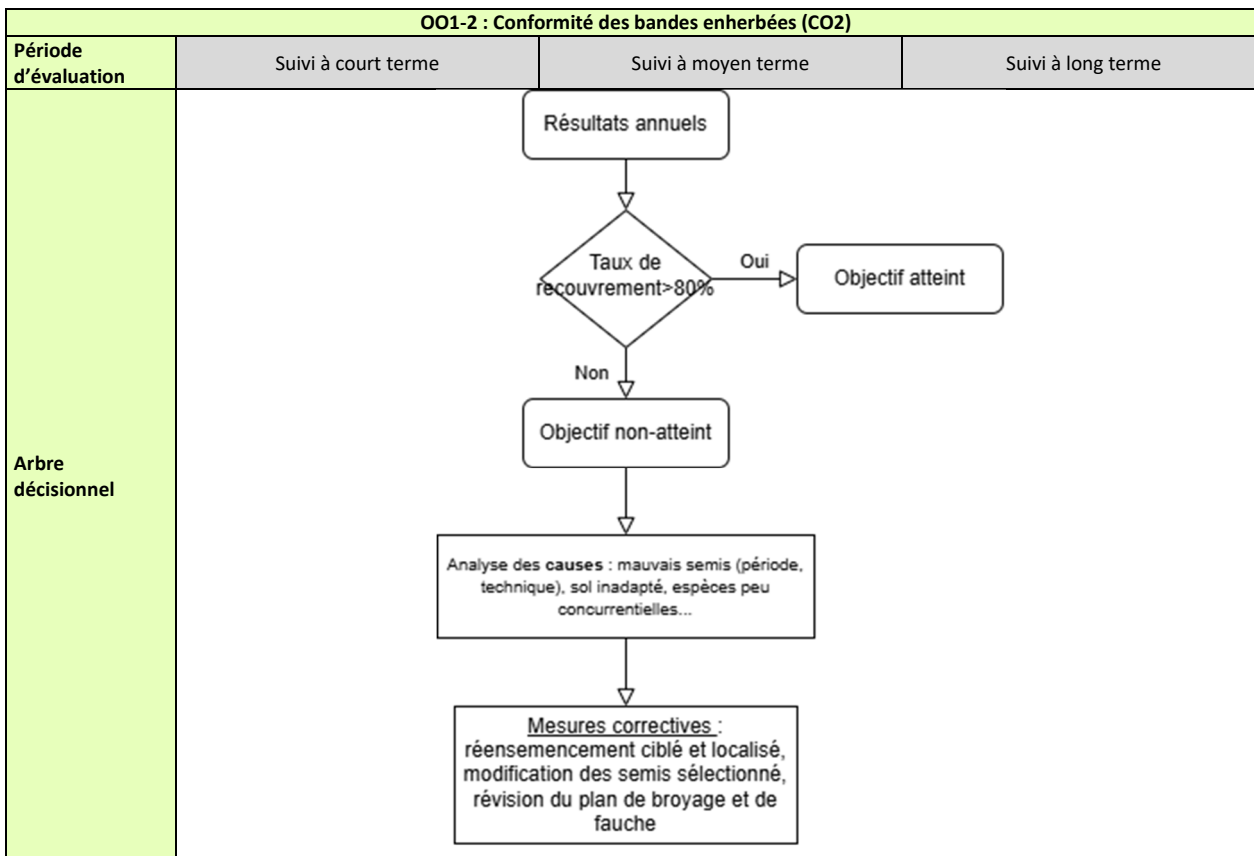 OO1-2 : Conformité des bandes enherbées (CO2)
Période
d'évaluation
Suivi à court terme
Suivi à moyen terme
Suivi à long terme
Arbre
décisionnel
Résultats annuels
Taux de
recouvrement>80%
Oui
Objectif atteint
Non
Objectif non-atteint
Analyse des causes : mauvais semis (période,
technique), sol inadapté, espèces peu
concurrentielles...
Mesures correctives :
réensemencement ciblé et localisé,
modification des semis sélectionné,
révision du plan de broyage et de
fauche